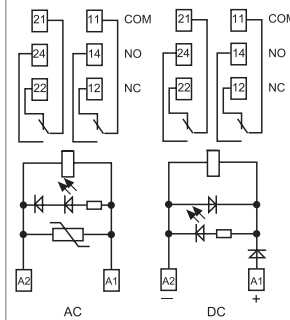 21 11 COM 21 11 COM
24 14 NO 24 14 NO
22 12 NC 22 12 NC
A2 A1 A2 A1
— +
AC DC